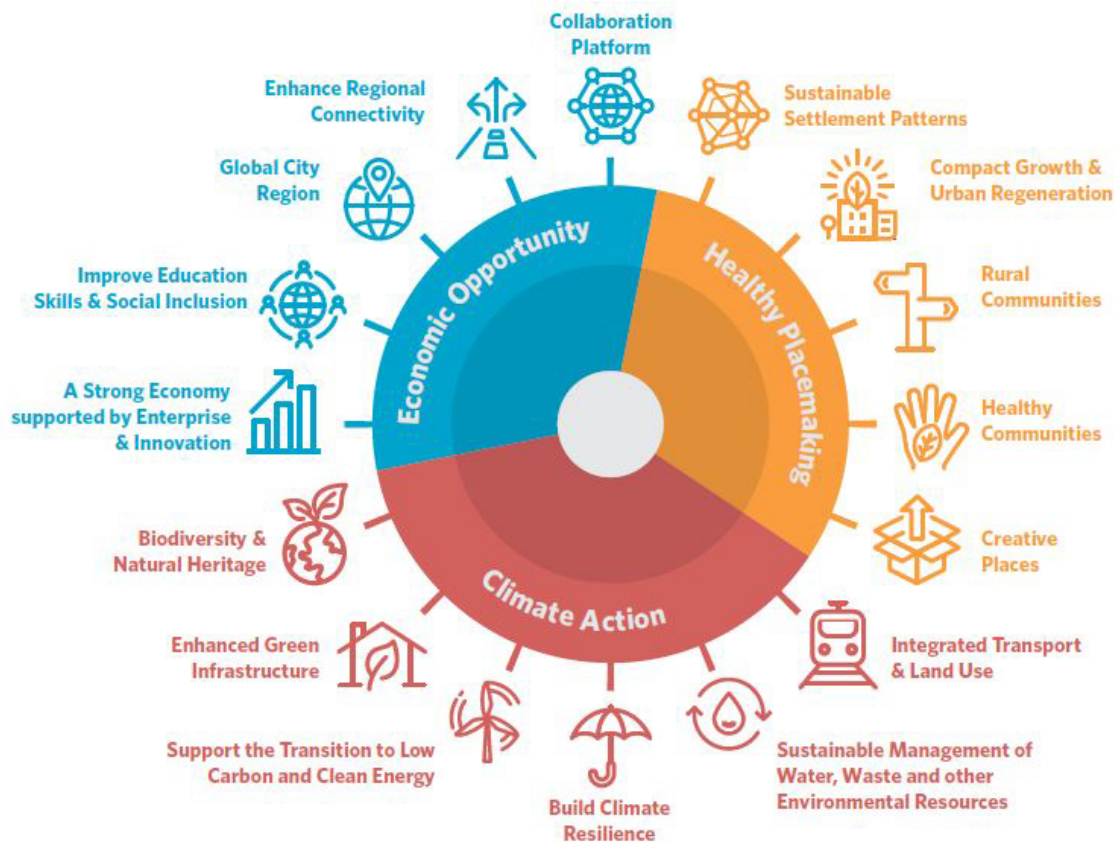 Collaboration
Platform
Enhance Regional
Connectivity
Sustainable
Settlement Patterns
Global City
Region
Compact Growth &
Urban Regeneration
Improve Education
Skills & Social Inclusion
Rural
Communities
A Strong Economy
supported by Enterprise
& Innovation
Healthy
Communities
Biodiversity &
Natural Heritage
Creative
Places
Enhanced Green
Infrastructure
Integrated Transport
& Land Use
Support the Transition to Low
Carbon and Clean Energy
Build Climate
Resilience
Sustainable Management of
Water, Waste and other
Environmental Resources
Economic Opportunity
Healthy Placemaking
Climate Action